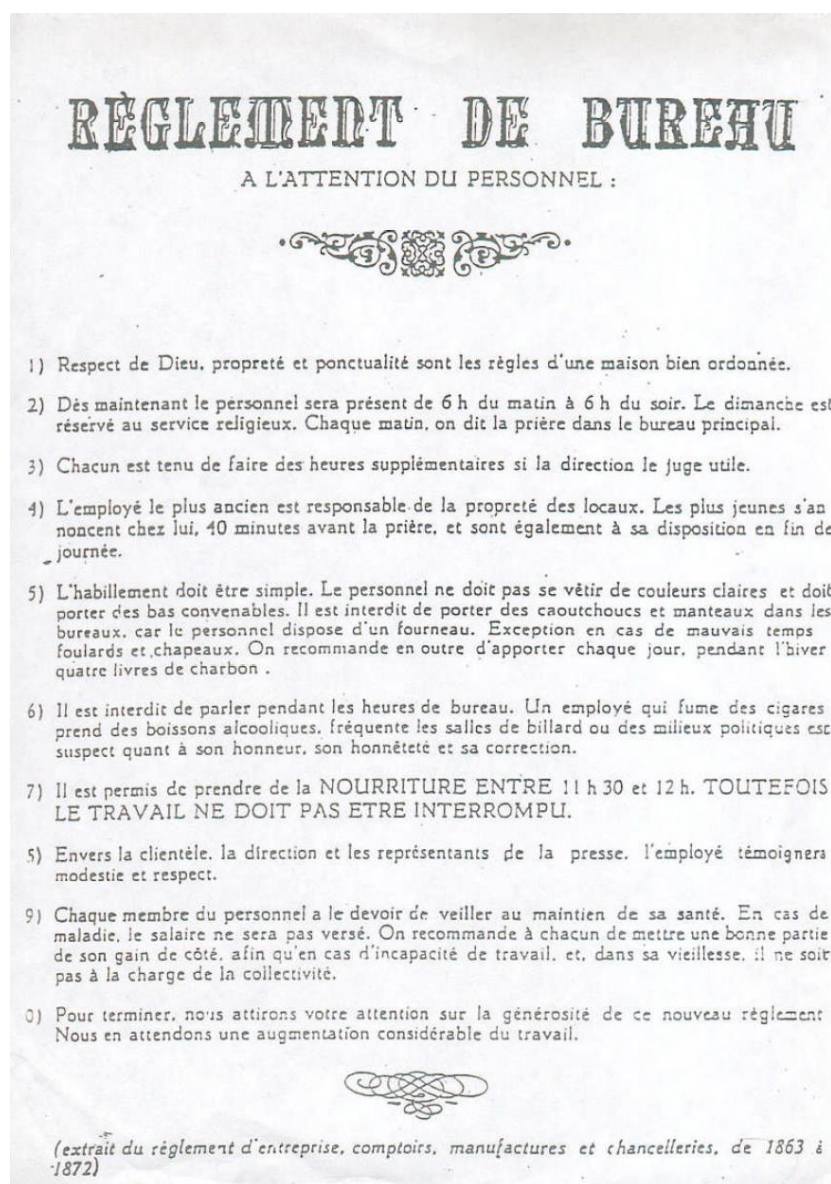 RÈGLEMENT DE BUREAU
A L'ATTENTION DU PERSONNEL :
1) Respect de Dieu, propreté et ponctualité sont les règles d'une maison bien ordonnée.
2) Dès maintenant le personnel sera présent de 6 h du matin à 6 h du soir. Le dimanche est
réservé au service religieux. Chaque matin, on dit la prière dans le bureau principal.
3) Chacun est tenu de faire des heures supplémentaires si la direction le juge utile.
4) L'employé le plus ancien est responsable de la propreté des locaux. Les plus jeunes s'an
noncent chez lui, 40 minutes avant la prière, et sont également à sa disposition en fin de
journée.
5) L'habillement doit être simple. Le personnel ne doit pas se vêtir de couleurs claires et doit
porter des bas convenables. Il est interdit de porter des caoutchoucs et manteaux dans les
bureaux, car le personnel dispose d'un fourneau. Exception en cas de mauvais temps
foulards et chapeaux. On recommande en outre d'apporter chaque jour, pendant l'hiver
quatre livres de charbon .
6) Il est interdit de parler pendant les heures de bureau. Un employé qui fume des cigares
prend des boissons alcooliques, fréquente les salles de billard ou des milieux politiques est
suspect quant à son honneur, son honnêteté et sa correction.
7) Il est permis de prendre de la NOURRITURE ENTRE 11 h 30 et 12 h. TOUTEFOIS
LE TRAVAIL NE DOIT PAS ETRE INTERROMPU.
5) Envers la clientèle, la direction et les représentants de la presse, l'employé témoignera
modestie et respect.
9) Chaque membre du personnel a le devoir de veiller au maintien de sa santé. En cas de
maladie, le salaire ne sera pas versé. On recommande à chacun de mettre une bonne partie
de son gain de côté, afin qu'en cas d'incapacité de travail, et, dans sa vieillesse, il ne soit
pas à la charge de la collectivité.
0) Pour terminer, nous attirons votre attention sur la générosité de ce nouveau règlement
Nous en attendons une augmentation considérable du travail.
(extrait du règlement d'entreprise, comptoirs, manufactures et chancelleries, de 1863 à
1872)